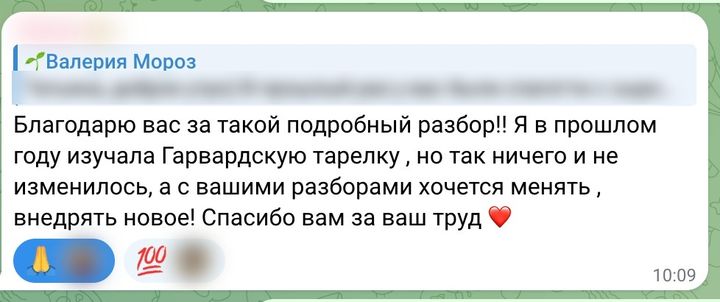 🌱Валерия Мороз
Благодарю вас за такой подробный разбор!! Я в прошлом
году изучала Гарвардскую тарелку , но так ничего и не
изменилось, а с вашими разборами хочется менять ,
внедрять новое! Спасибо вам за ваш труд ❤️
🙏 💯
10:09